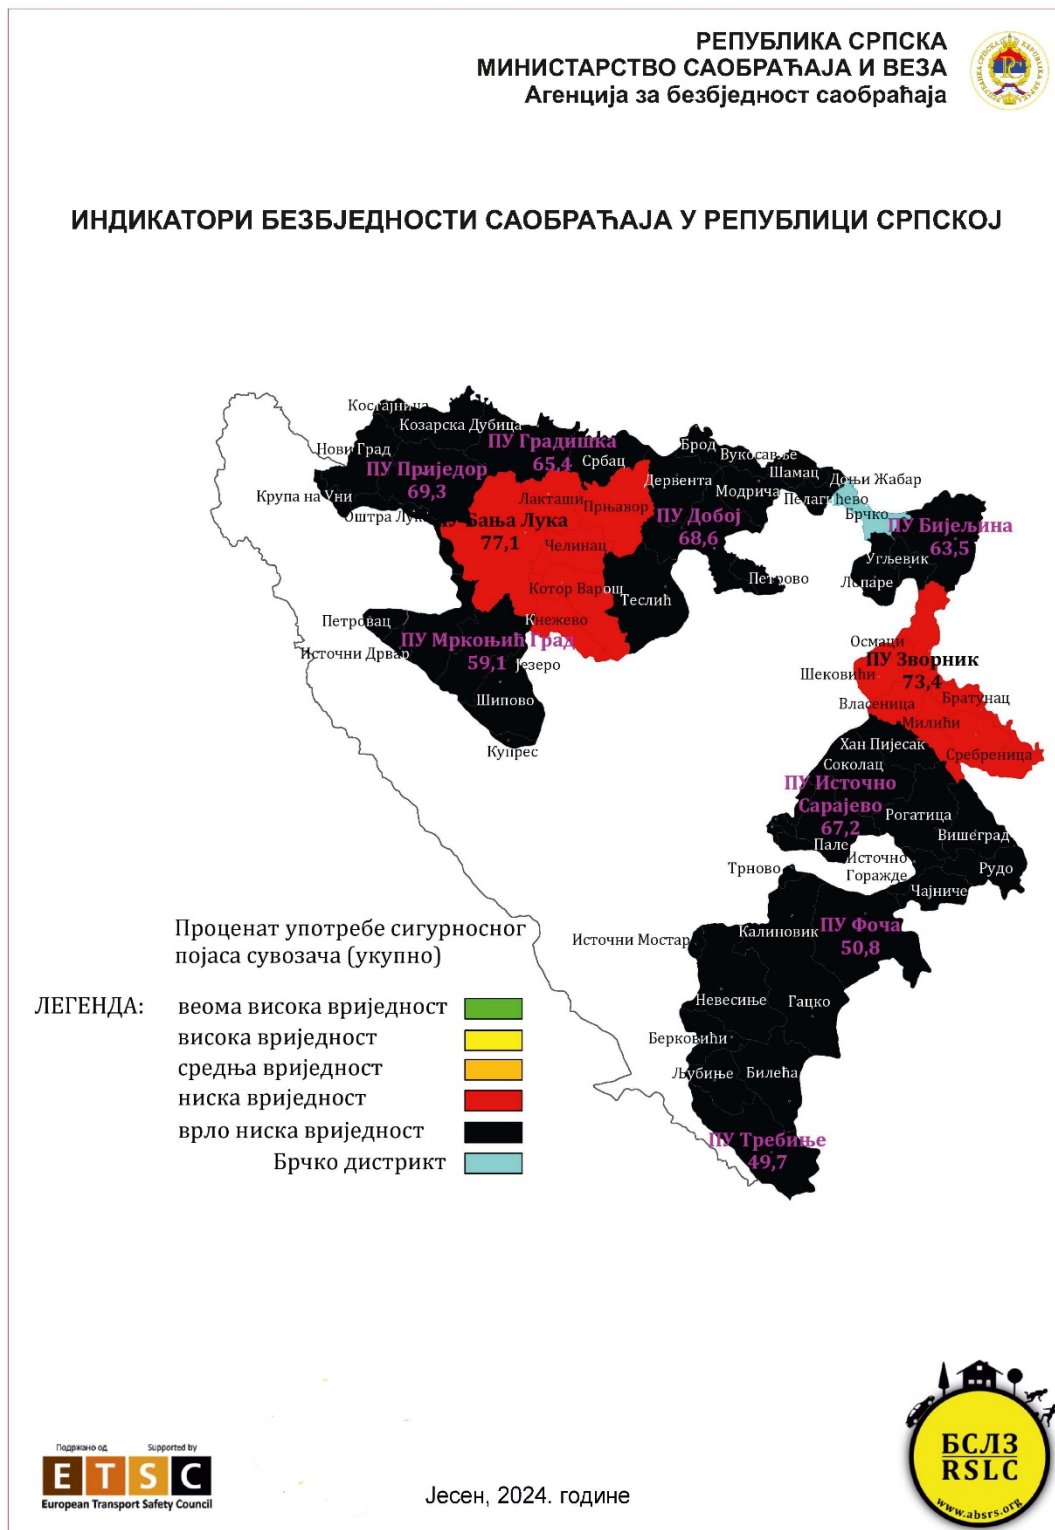 РЕПУБЛИКА СРПСКА
МИНИСТАРСТВО САОБРАЋАЈА И ВЕЗА
Агенција за безбједност саобраћаја
ИНДИКАТОРИ БЕЗБЈЕДНОСТИ САОБРАЋАЈА У РЕПУБЛИЦИ СРПСКОЈ
Костајница
Козарска Дубица
Нови Град
ПУ Градишка
65,4
Србац
ПУ Приједор
69,3
Крупа на Уни
Оштра Лука
Брод
Вукосавље
Дервента
Шамац
Модрича
Доњи Жабар
Пелагићево
Брчко
ПУ Бијељина
63,5
Угљевик
Лопаре
Лакташи
Прњавор
ПУ Бања Лука
77,1
Челинац
ПУ Добој
68,6
Петрово
Котор Варош
Теслић
Кнежево
Петровац
ПУ Мркоњић Град
59,1
Источни Дрвар
Језеро
Шипово
Купрес
Осмаци
ПУ Зворник
73,4
Шековићи
Братунац
Власеница
Милићи
Сребреница
Хан Пијесак
Соколац
ПУ Источно
Сарајево
67,2
Рогатица
Вишеград
Пале
Источно
Горажде
Рудо
Трново
Чајниче
Калиновик
ПУ Фоча
50,8
Источни Мостар
Невесиње
Гацко
Берковићи
Љубиње
Билећа
ПУ Требиње
49,7
Проценат употребе сигурносног
појаса сувозача (укупно)
ЛЕГЕНДА:
веома висока вриједност
висока вриједност
средња вриједност
ниска вриједност
врло ниска вриједност
Брчко дистрикт
Подржано од Supported by
ETSC
European Transport Safety Council
Јесен, 2024. године
БСЛЗ
RSLC
www.absrs.org